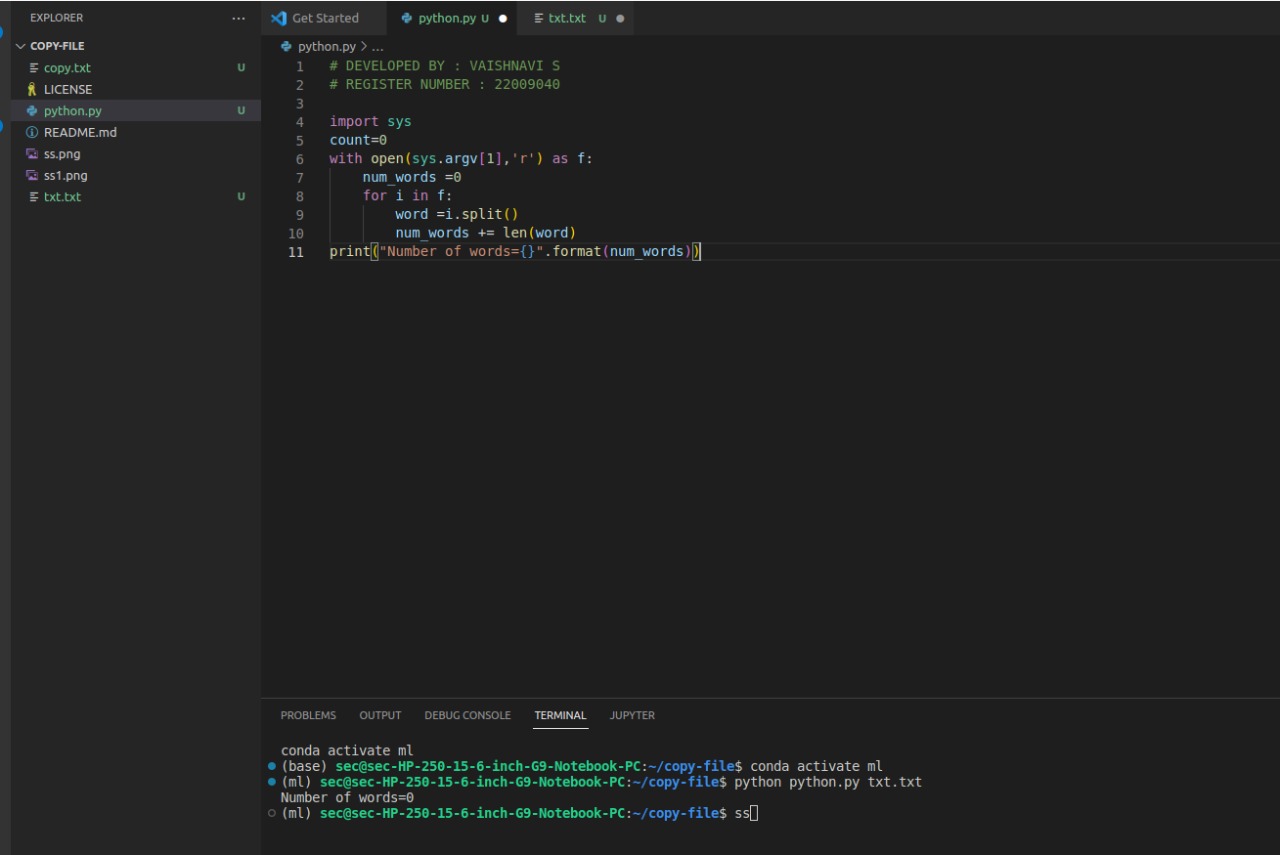 EXPLORER ...
COPY-FILE
copy.txt U
LICENSE
python.py U
README.md
ss.png
ss1.png
txt.txt U
Get Started python.py U txt.txt U
python.py > ...
1 # DEVELOPED BY : VAISHNAVI S
2 # REGISTER NUMBER : 22009040
3
4 import sys
5 count=0
6 with open(sys.argv[1],'r') as f:
7     num_words =0
8     for i in f:
9         word =i.split()
10         num_words += len(word)
11 print("Number of words={}".format(num_words))
PROBLEMS OUTPUT DEBUG CONSOLE TERMINAL JUPYTER
conda activate ml
(base) sec@sec-HP-250-15-6-inch-G9-Notebook-PC:~/copy-file$ conda activate ml
(ml) sec@sec-HP-250-15-6-inch-G9-Notebook-PC:~/copy-file$ python python.py txt.txt
Number of words=0
(ml) sec@sec-HP-250-15-6-inch-G9-Notebook-PC:~/copy-file$ ss